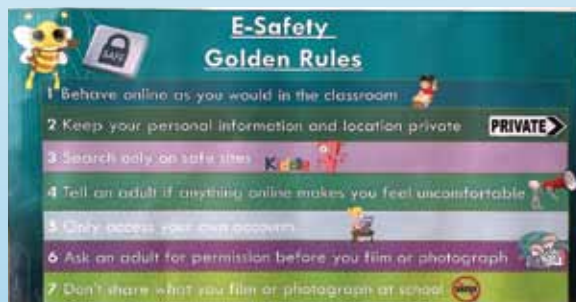 SAFE
E-Safety
Golden Rules
1 Behave online as you would in the classroom
2 Keep your personal information and location private PRIVATE
3 Search only on safe sites Kiddle
4 Tell an adult if anything online makes you feel uncomfortable
5 Only access your own accounts
6 Ask an adult for permission before you film or photograph
7 Don't share what you film or photograph at school